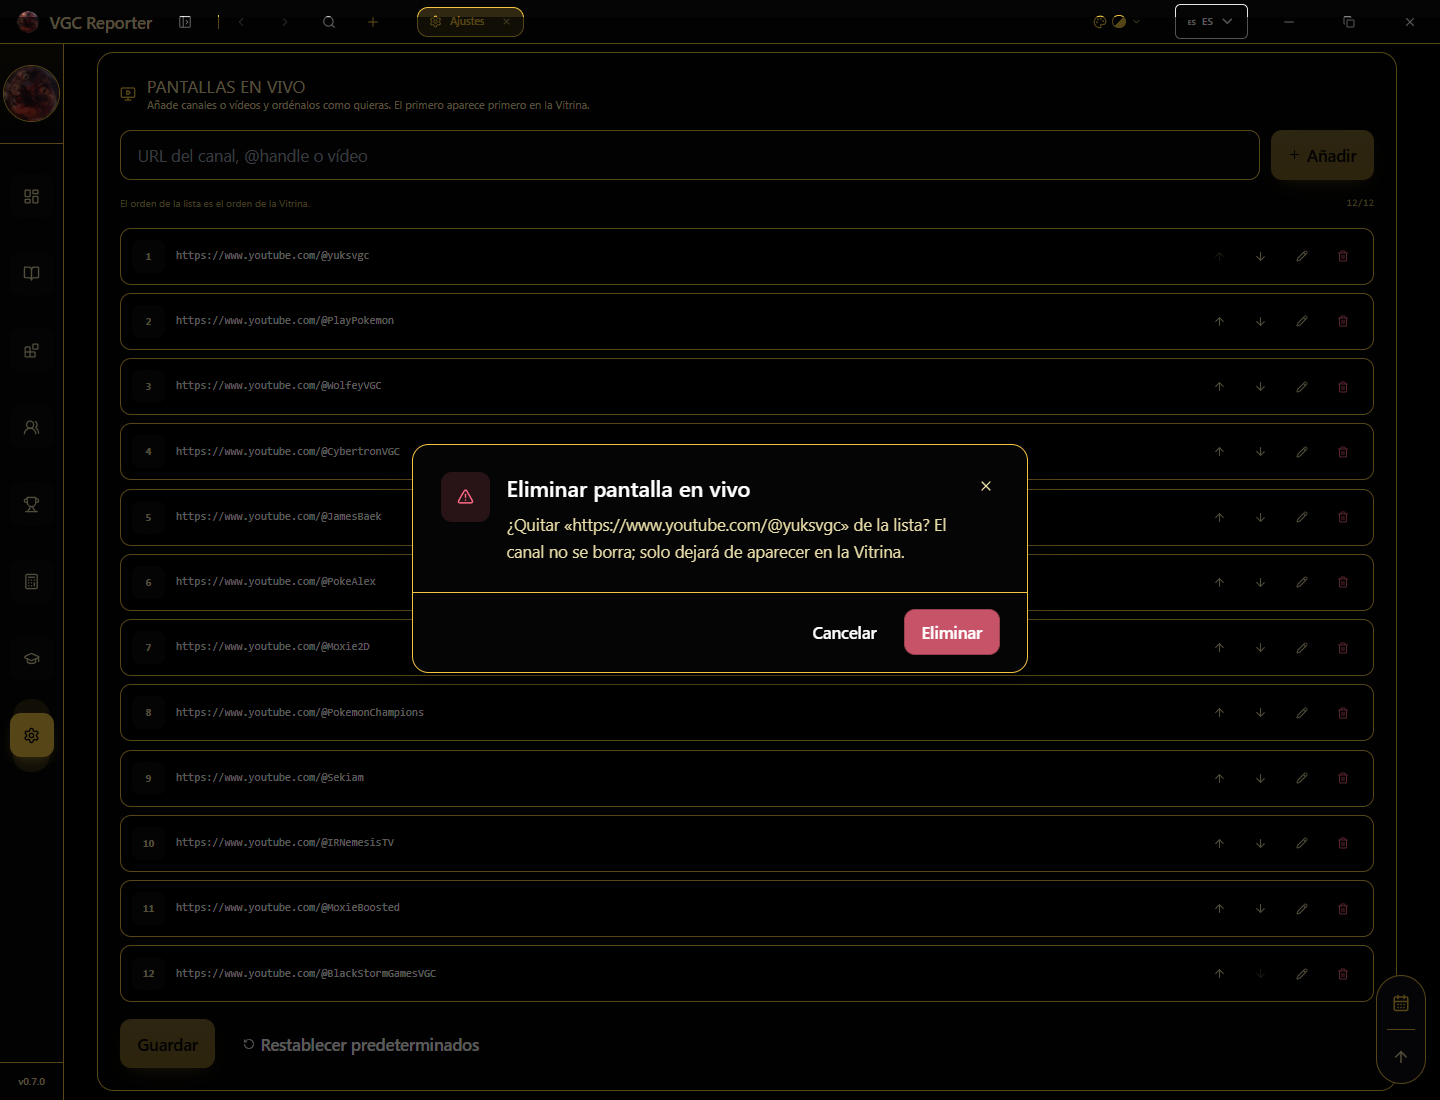 VGC Reporter
Ajustes
ES ES
PANTALLAS EN VIVO
Añade canales o vídeos y ordénalos como quieras. El primero aparece primero en la Vitrina.
URL del canal, @handle o vídeo
+ Añadir
El orden de la lista es el orden de la Vitrina.
12/12
1 https://www.youtube.com/@yuksvgc
2 https://www.youtube.com/@PlayPokemon
3 https://www.youtube.com/@WolfeyVGC
4 https://www.youtube.com/@CybertronVGC
5 https://www.youtube.com/@JamesBaek
6 https://www.youtube.com/@PokeAlex
7 https://www.youtube.com/@Moxie2D
8 https://www.youtube.com/@PokemonChampions
9 https://www.youtube.com/@Sekiam
10 https://www.youtube.com/@IRNemesisTV
11 https://www.youtube.com/@MoxieBoosted
12 https://www.youtube.com/@BlackStormGamesVGC
Eliminar pantalla en vivo
¿Quitar «https://www.youtube.com/@yuksvgc» de la lista? El
canal no se borra; solo dejará de aparecer en la Vitrina.
Cancelar
Eliminar
Guardar
Restablecer predeterminados
v0.7.0